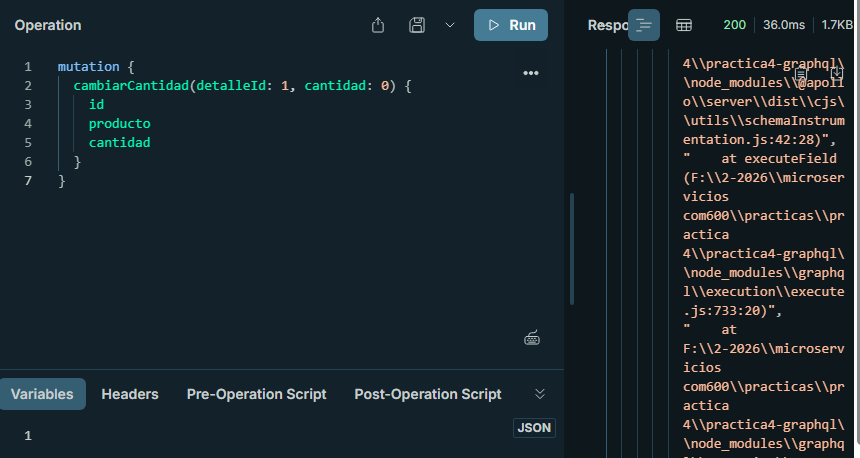 Operation
Run
1 mutation {
2 cambiarCantidad(detalleId: 1, cantidad: 0) {
3 id
4 producto
5 cantidad
6 }
7 }
Variables Headers Pre-Operation Script Post-Operation Script
1
JSON
Respo
200 36.0ms 1.7KB
4\\practica4-graphql\
\node_modules\\@apoll
o\\server\\dist\\cjs\
\utils\\schemaInstrum
entation.js:42:28)",
"    at executeField
(F:\\2-2026\\microser
vicios
com600\\practicas\\pr
actica
4\\practica4-graphql\
\node_modules\\graphq
l\\execution\\execute
.js:733:20)",
"    at
F:\\2-2026\\microserv
icios
com600\\practicas\\pr
actica
4\\practica4-graphql\
\node_modules\\graphq